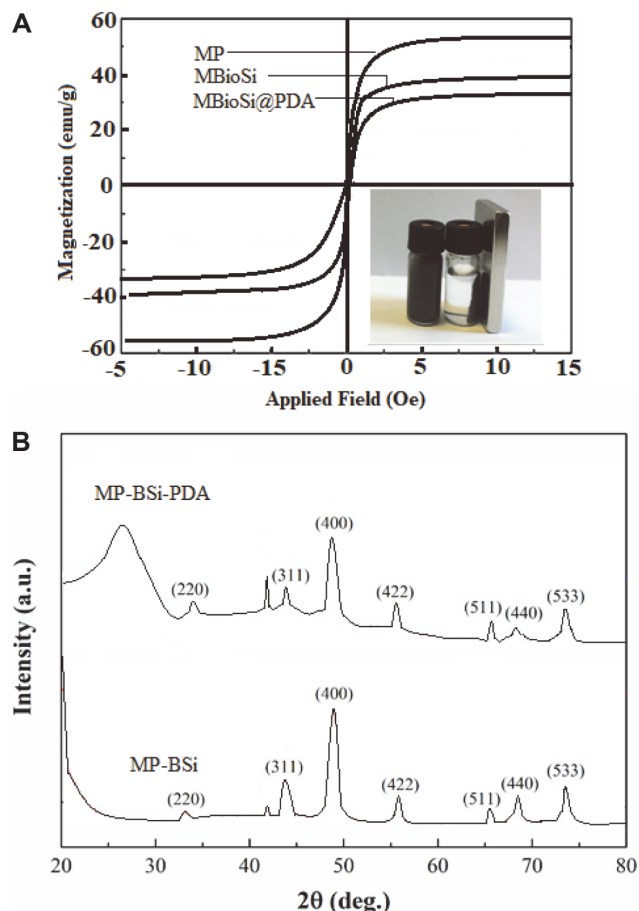 A
60
MP
40
MBioSi
MBioSi@PDA
20
0
-20
-40
-60
Magnetization (emu/g)
-5 -10 -15 0 5 10 15
Applied Field (Oe)
B
MP-BSi-PDA
(400)
(220) (311) (422) (511) (440) (533)
(400)
MP-BSi
(220) (311) (422) (511) (440) (533)
Intensity (a.u.)
20 30 40 50 60 70 80
2θ (deg.)